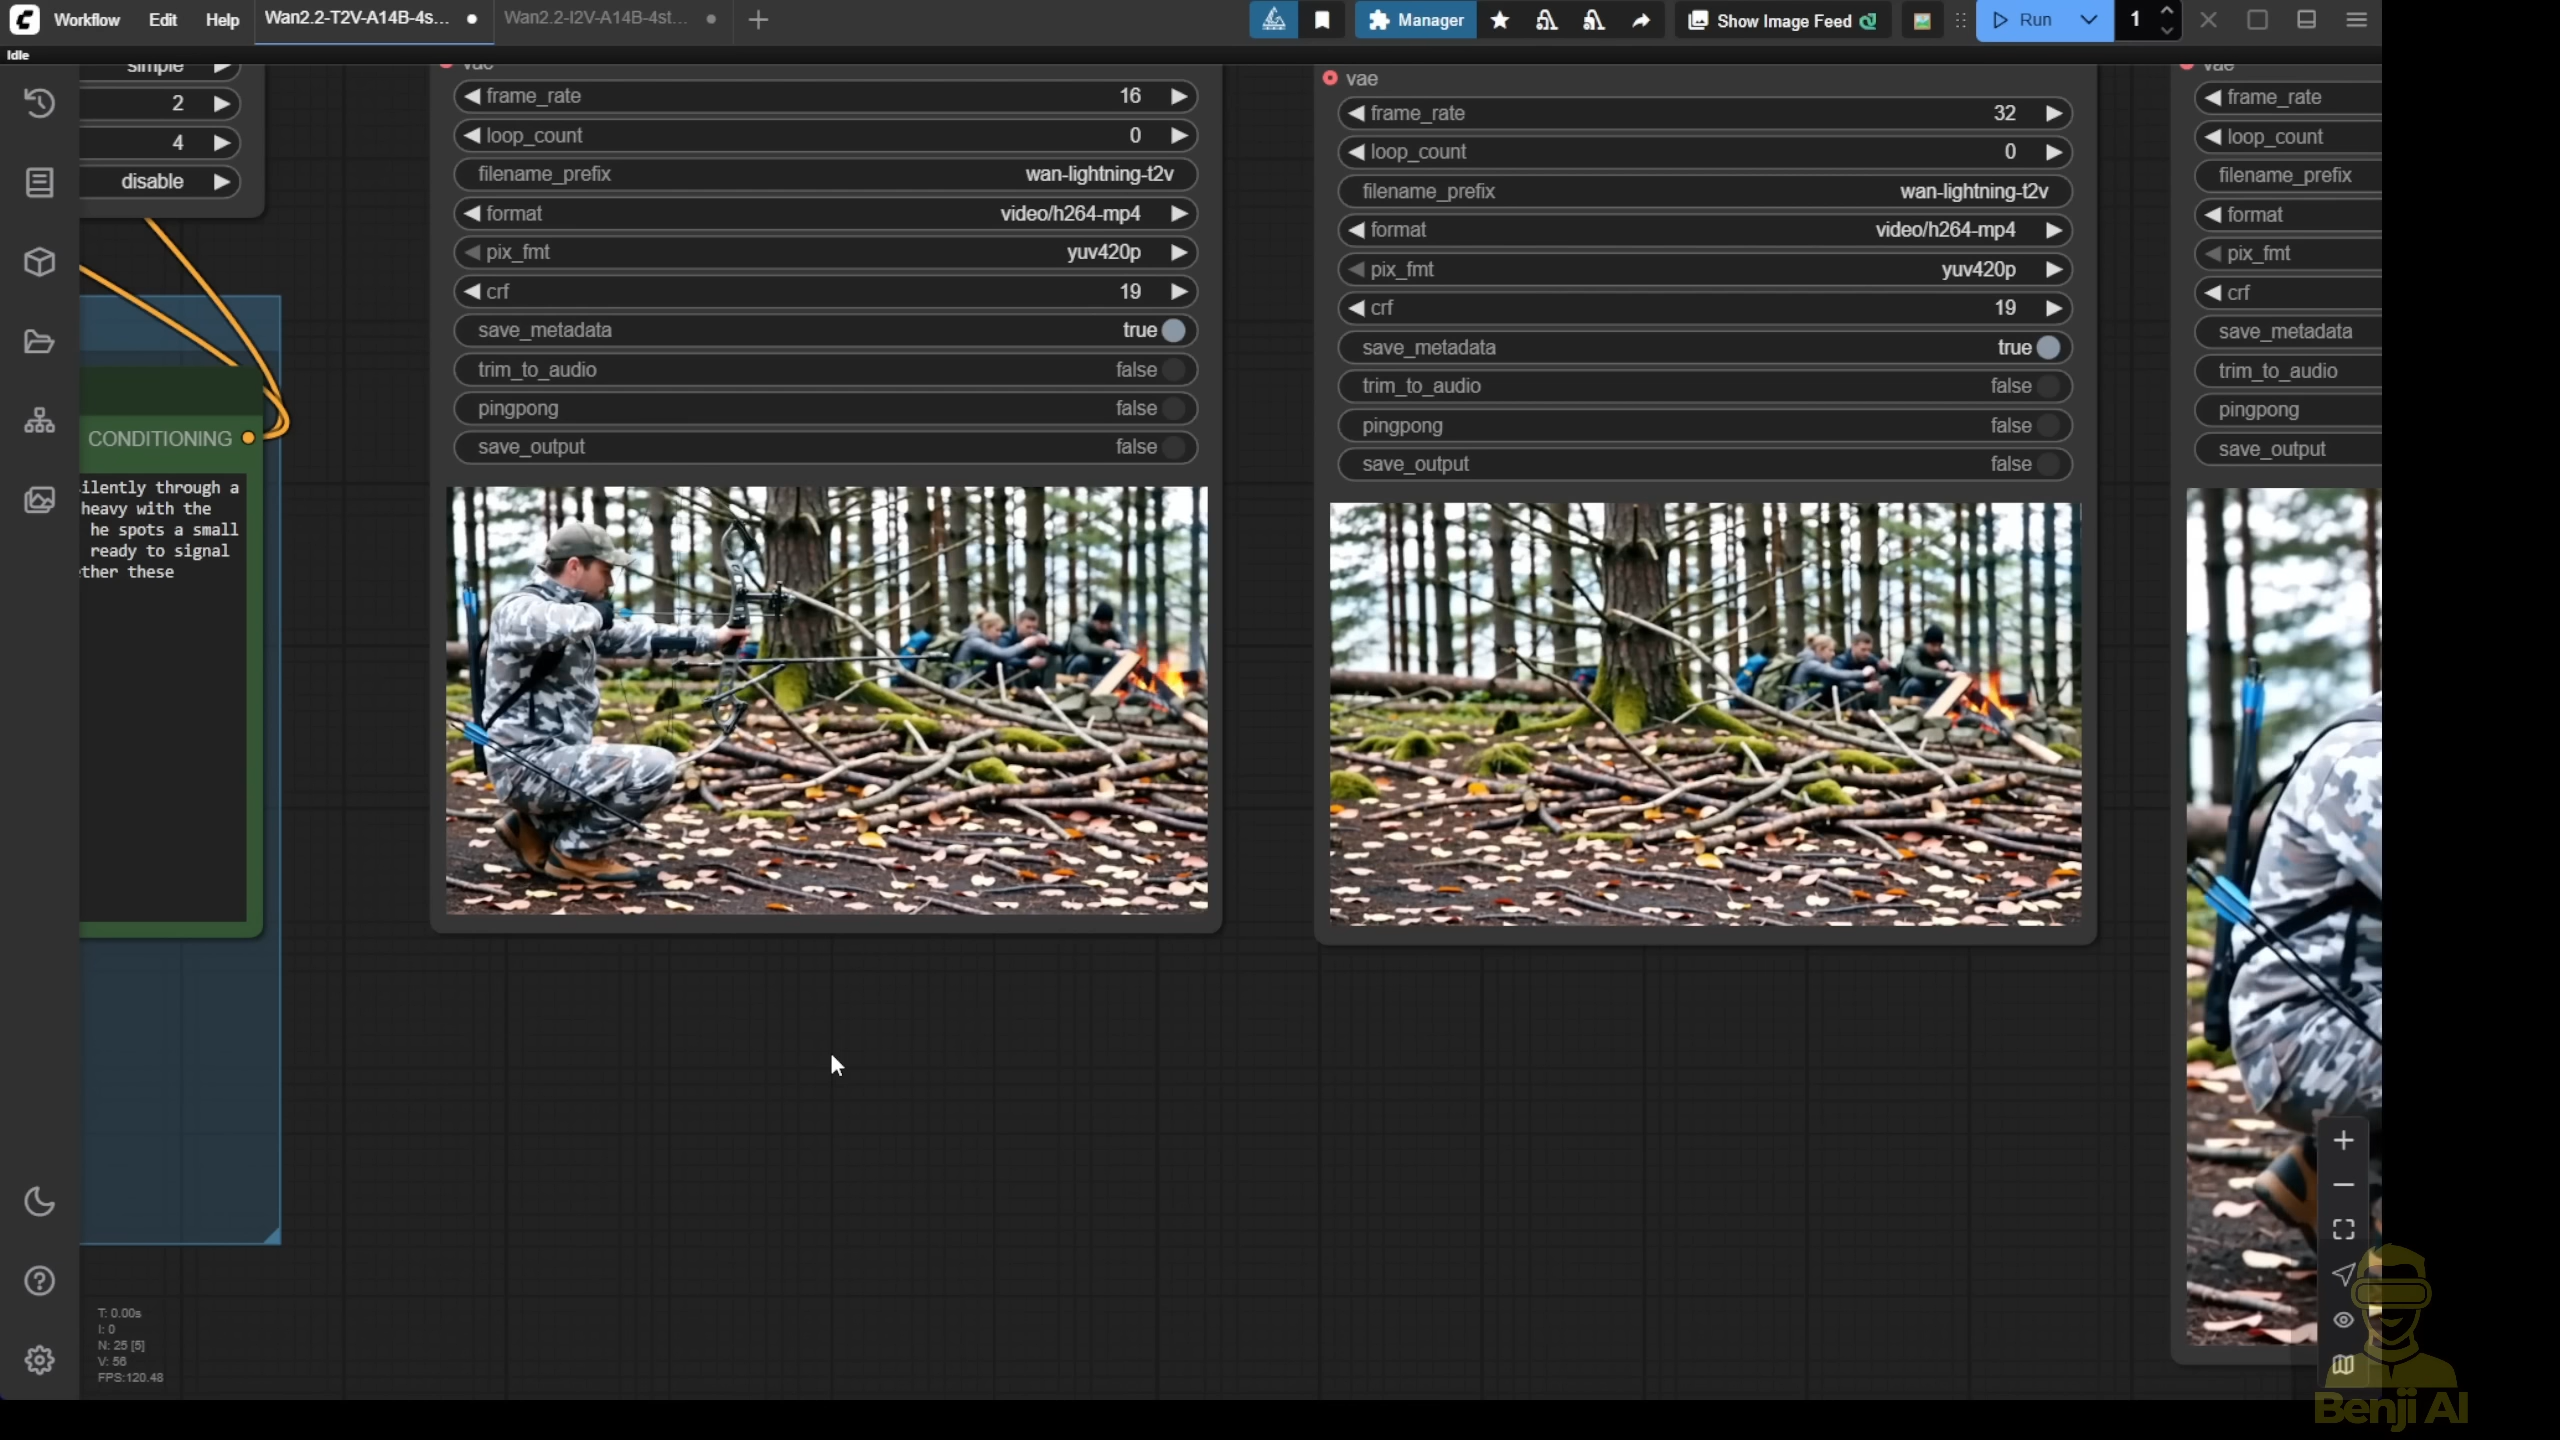 Workflow Edit Help Wan2.2-T2V-A14B-4s... Wan2.2-I2V-A14B-4st... Manager Show Image Feed Run 1
Idle
simple
2
4
disable
CONDITIONING
ilently through a
heavy with the
he spots a small
ready to signal
ther these
vae
frame_rate 16
loop_count 0
filename_prefix wan-lightning-t2v
format video/h264-mp4
pix_fmt yuv420p
crf 19
save_metadata true
trim_to_audio false
pingpong false
save_output false
vae
frame_rate 32
loop_count 0
filename_prefix wan-lightning-t2v
format video/h264-mp4
pix_fmt yuv420p
crf 19
save_metadata true
trim_to_audio false
pingpong false
save_output false
vae
frame_rate
loop_count
filename_prefix
format
pix_fmt
crf
save_metadata
trim_to_audio
pingpong
save_output
T: 0.00s
I: 0
N: 25 [5]
V: 56
FPS:120.48
Benji AI